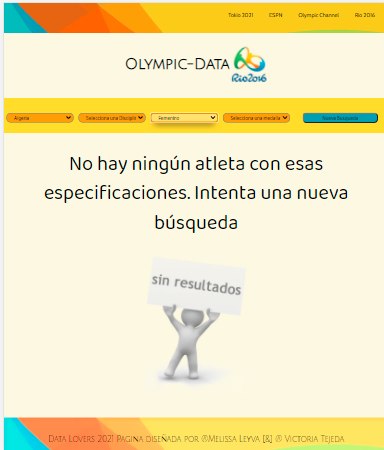 Tokio 2021 ESPN Olympic Channel Rio 2016
Olympic-Data Rio2016
Argelia Selecciona una Disciplin Femenino Selecciona una medalla Nueva Búsqueda
No hay ningún atleta con esas
especificaciones. Intenta una nueva
búsqueda
sin resultados
Data Lovers 2021 Pagina diseñada por @Melissa Leyva [&] @ Victoria Tejeda